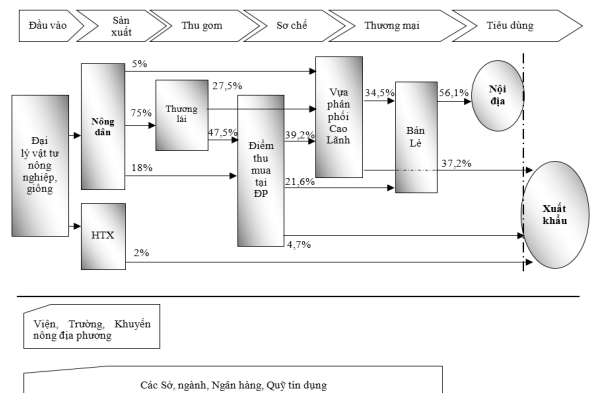 Đầu vào
Sản
xuất
Thu gom
Sơ chế
Thương mại
Tiêu dùng
5%
27,5%
75%
47,5%
18%
39,2%
21,6%
4,7%
2%
34,5%
56,1%
37,2%
Đại
lý vật tư
nông
nghiệp,
giống
Nông
dân
HTX
Thương
lái
Điểm
thu
mua
tại
ĐP
Vựa
phân
phối
Cao
Lãnh
Bán
Lẻ
Nội
địa
Xuất
khẩu
Viện, Trường, Khuyến
nông địa phương
Các Sở, ngành, Ngân hàng, Quỹ tín dụng